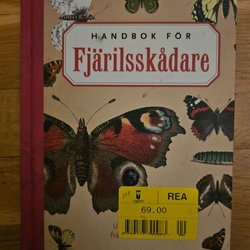 HANDBOK FÖR
Fjärilsskådare
REA
69.00